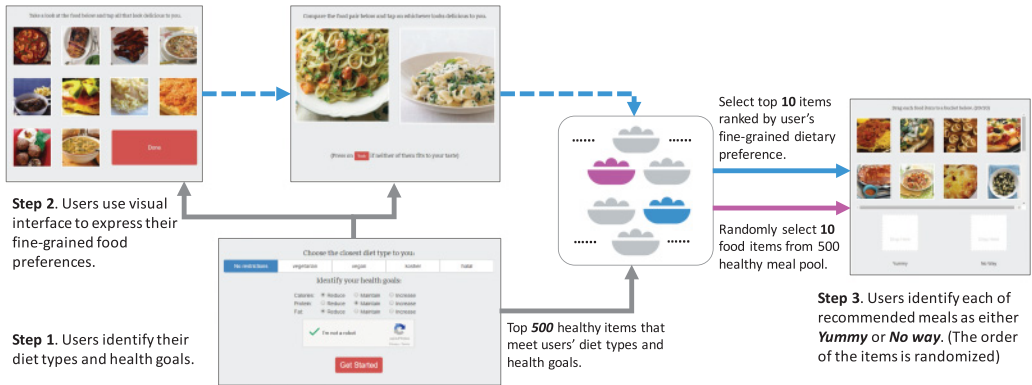 Take a look at the food pair below and tap all that looks delicious to you.
Compare the food pair below and tap on whichever looks delicious to you.
Done
(Press on if neither of them fits to your taste)
Step 2. Users use visual
interface to express their
fine-grained food
preferences.
Choose the closest diet type to you:
No restrictions vegetarian vegan kosher halal
Identify your health goals:
Calories: Reduce Maintain Increase
Protein: Reduce Maintain Increase
Fat: Reduce Maintain Increase
I'm not a robot
Get Started
Step 1. Users identify their
diet types and health goals.
Top 500 healthy items that
meet users' diet types and
health goals.
Select top 10 items
ranked by user's
fine-grained dietary
preference.
Randomly select 10
food items from 500
healthy meal pool.
Yummy No Way
Step 3. Users identify each of
recommended meals as either
Yummy or No way. (The order
of the items is randomized)